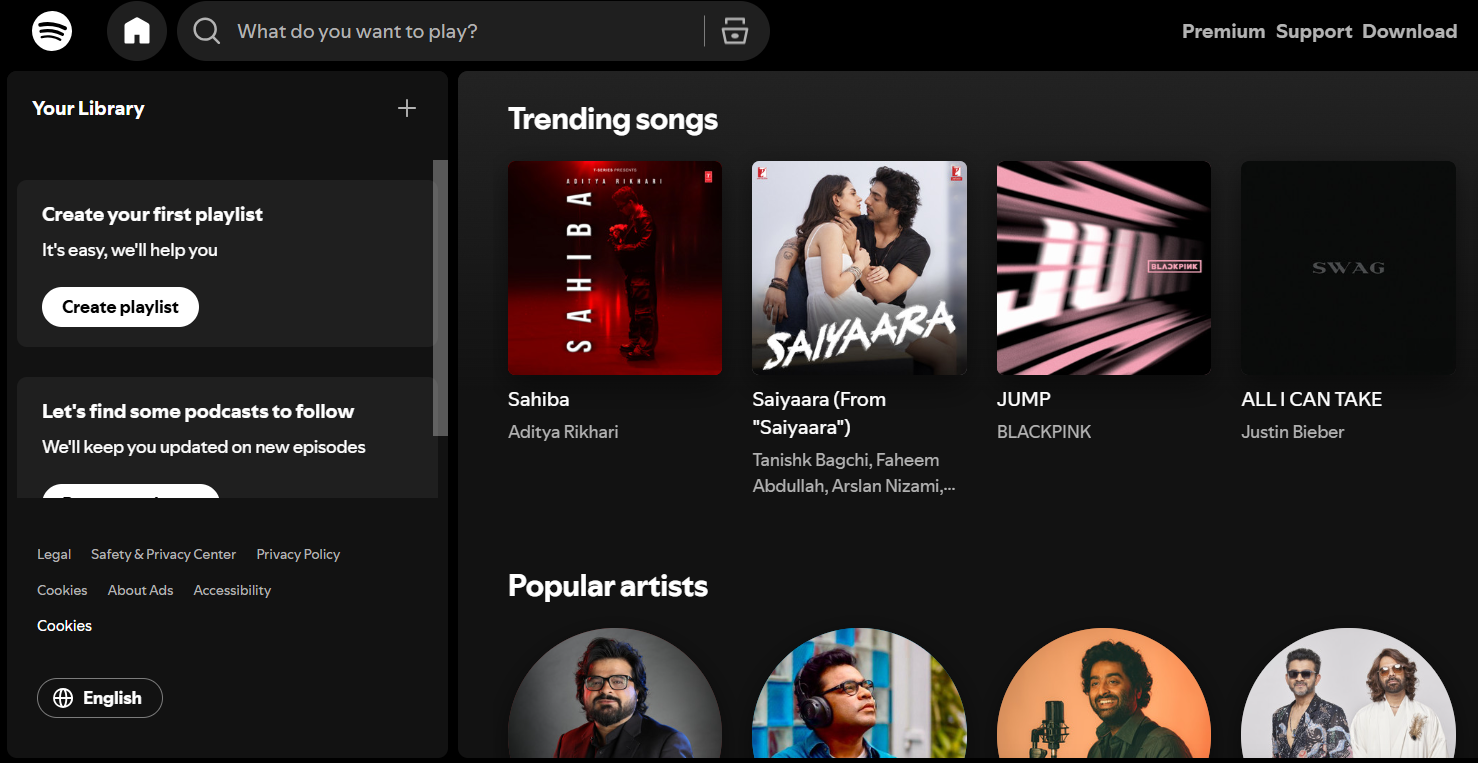 What do you want to play?
Premium Support Download
Your Library
Create your first playlist
It's easy, we'll help you
Create playlist
Let's find some podcasts to follow
We'll keep you updated on new episodes
Legal Safety & Privacy Center Privacy Policy
Cookies About Ads Accessibility
Cookies
English
Trending songs
T-SERIES PRESENTS
ADITYA RIKHARI
SAHIBA
Sahiba
Aditya Rikhari
SAIYAARA
Saiyaara (From
"Saiyaara")
Tanishk Bagchi, Faheem
Abdullah, Arslan Nizami,...
JUMP
BLACKPINK
JUMP
BLACKPINK
SWAG
ALL I CAN TAKE
Justin Bieber
Popular artists